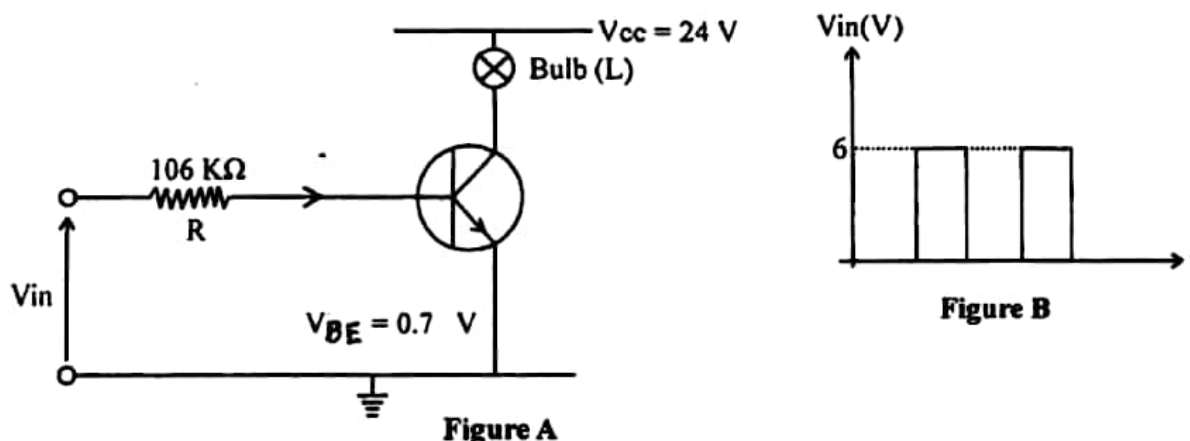 Vcc = 24 V
Bulb (L)
106 KΩ
R
Vin
VBE = 0.7 V
Figure A
Vin(V)
6
Figure B